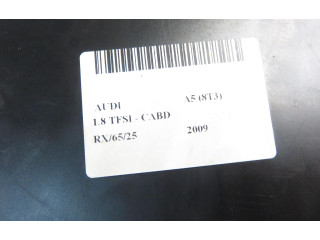 AUDI A5 (8T3)
1.8 TFSI - CABD
RX/65/25 2009